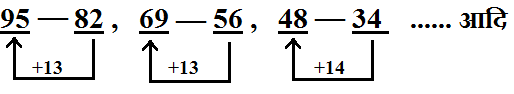 95 — 82 , 69 — 56 , 48 — 34 ...... आदि
+13 +13 +14